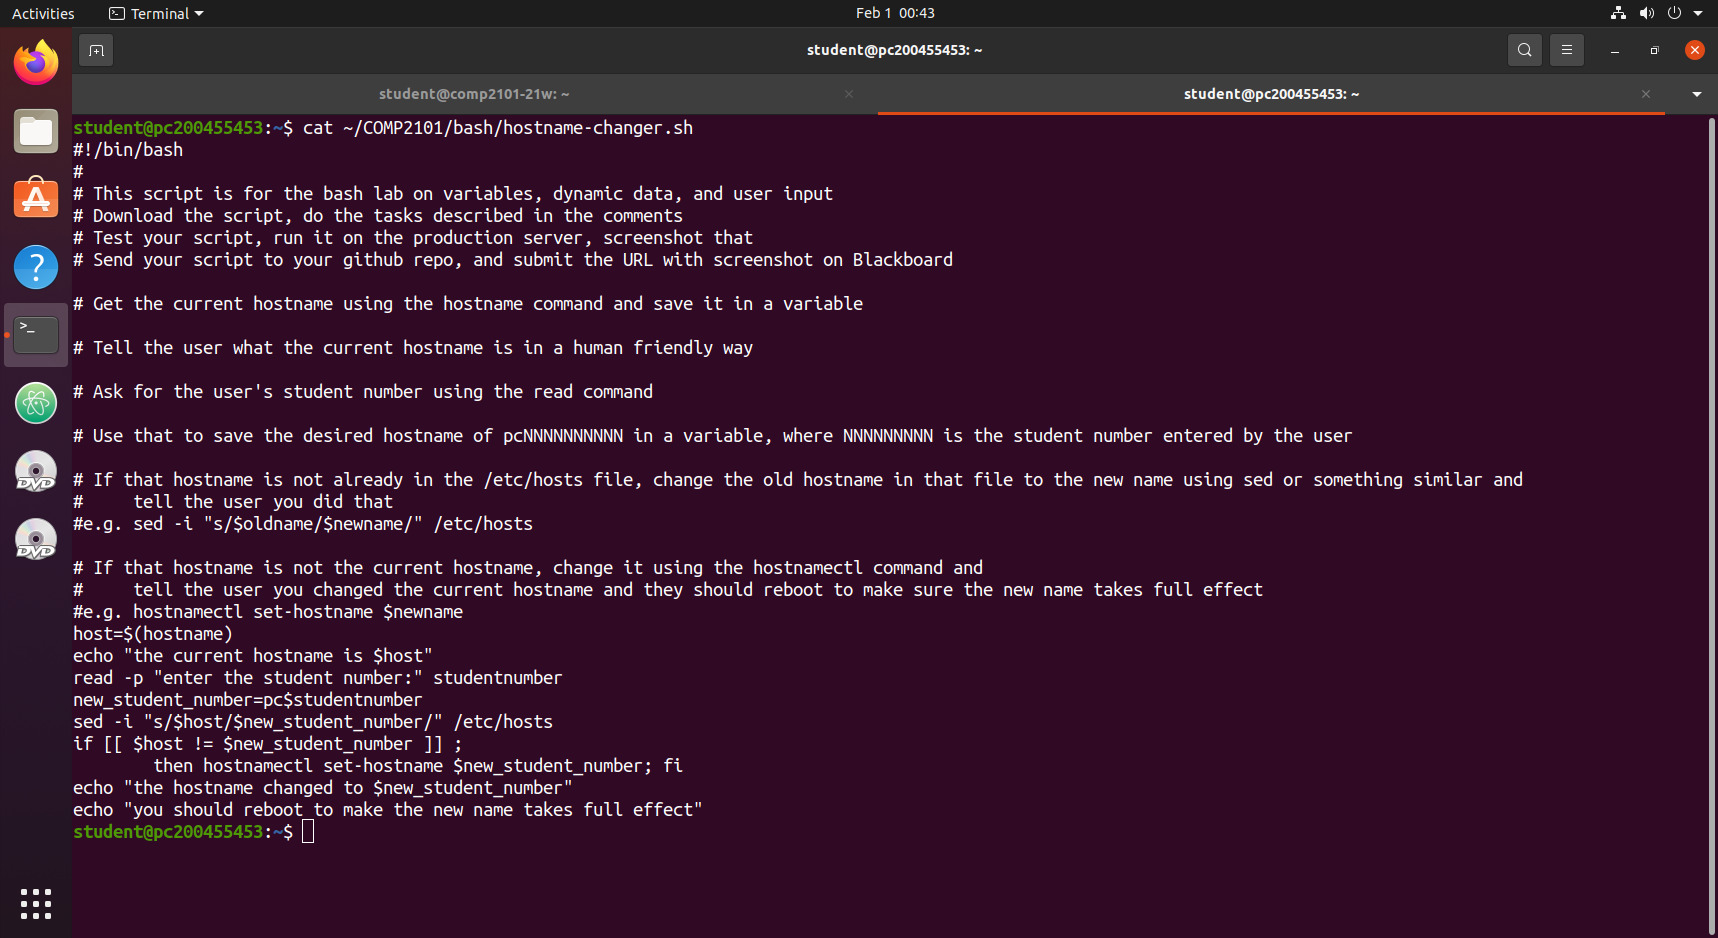 Activities Terminal Feb 1 00:43
student@pc200455453: ~
student@comp2101-21w: ~ student@pc200455453: ~
student@pc200455453:~$ cat ~/COMP2101/bash/hostname-changer.sh
#!/bin/bash
#
# This script is for the bash lab on variables, dynamic data, and user input
# Download the script, do the tasks described in the comments
# Test your script, run it on the production server, screenshot that
# Send your script to your github repo, and submit the URL with screenshot on Blackboard

# Get the current hostname using the hostname command and save it in a variable

# Tell the user what the current hostname is in a human friendly way

# Ask for the user's student number using the read command

# Use that to save the desired hostname of pcNNNNNNNNNN in a variable, where NNNNNNNNN is the student number entered by the user

# If that hostname is not already in the /etc/hosts file, change the old hostname in that file to the new name using sed or something similar and
#     tell the user you did that
#e.g. sed -i "s/$oldname/$newname/" /etc/hosts

# If that hostname is not the current hostname, change it using the hostnamectl command and
#     tell the user you changed the current hostname and they should reboot to make sure the new name takes full effect
#e.g. hostnamectl set-hostname $newname
host=$(hostname)
echo "the current hostname is $host"
read -p "enter the student number:" studentnumber
new_student_number=pc$studentnumber
sed -i "s/$host/$new_student_number/" /etc/hosts
if [[ $host != $new_student_number ]] ;
        then hostnamectl set-hostname $new_student_number; fi
echo "the hostname changed to $new_student_number"
echo "you should reboot to make the new name takes full effect"
student@pc200455453:~$
A
?
>_
DVD
DVD